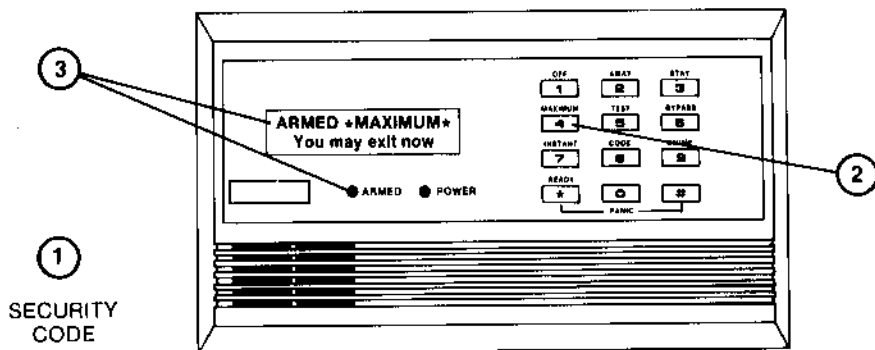 3
ARMED *MAXIMUM*
You may exit now
OFF AWAY STAY
1 2 3
MAXIMUM TEST BYPASS
4 5 6
INSTANT CODE CHIME
7 8 9
READY
* 0 #
PANIC
2
ARMED POWER
1
SECURITY
CODE